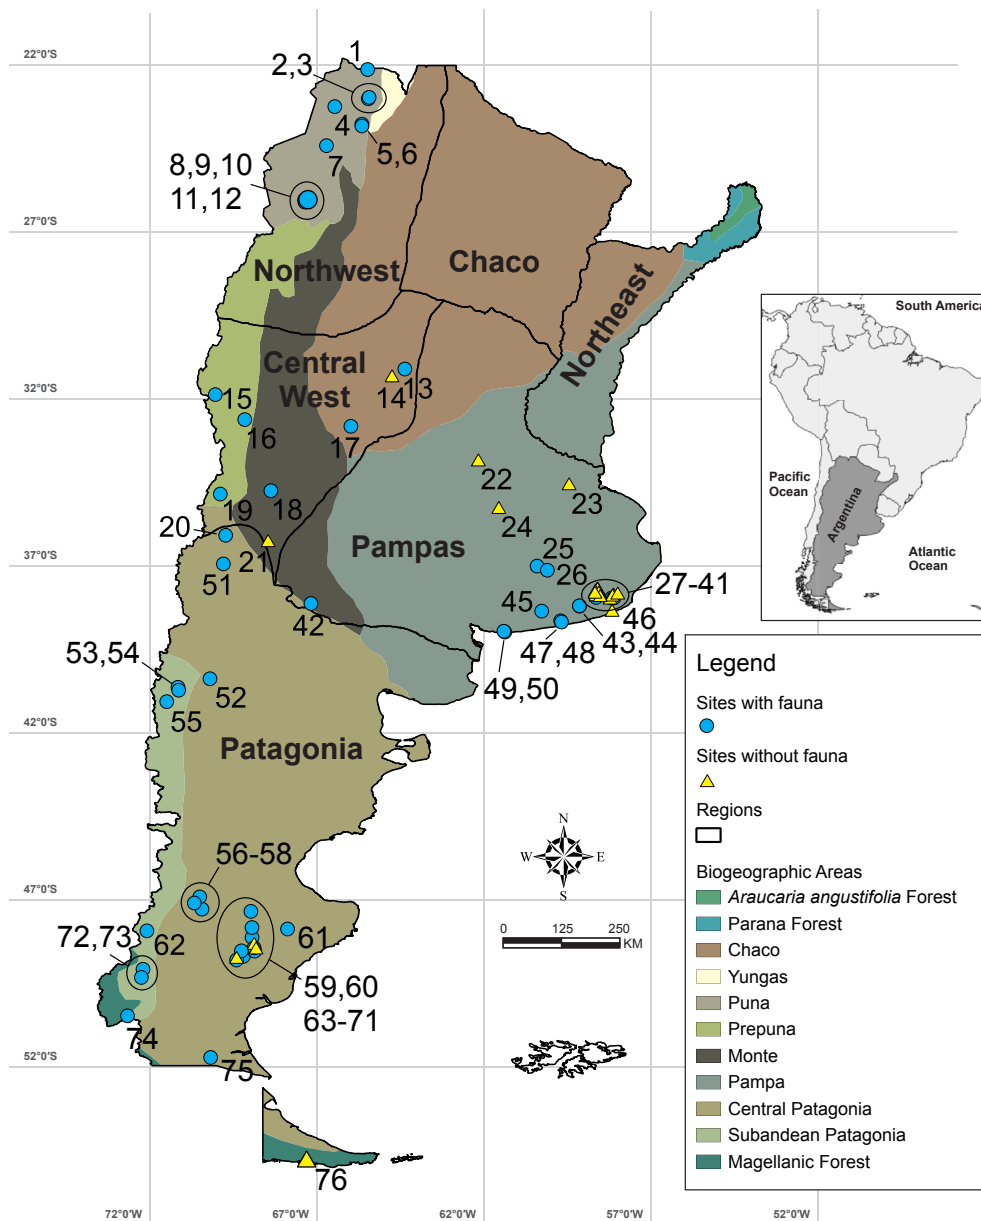 22°0'S
27°0'S
32°0'S
37°0'S
42°0'S
47°0'S
52°0'S
72°0'W
67°0'W
62°0'W
57°0'W
52°0'W
1
2,3
4
5,6
7
8,9,10
11,12
Northwest
Chaco
Northeast
Central
West
13
14
15
16
17
18
19
20
21
22
23
24
25
26
27-41
Pampas
51
42
45
46
43,44
47,48
49,50
53,54
52
55
Patagonia
56-58
61
62
72,73
59,60
63-71
74
75
76
N
W
E
S
0
125
250
KM
South America
Pacific
Ocean
Argentina
Atlantic
Ocean
Legend
Sites with fauna
Sites without fauna
Regions
Biogeographic Areas
Araucaria angustifolia Forest
Parana Forest
Chaco
Yungas
Puna
Prepuna
Monte
Pampa
Central Patagonia
Subandean Patagonia
Magellanic Forest